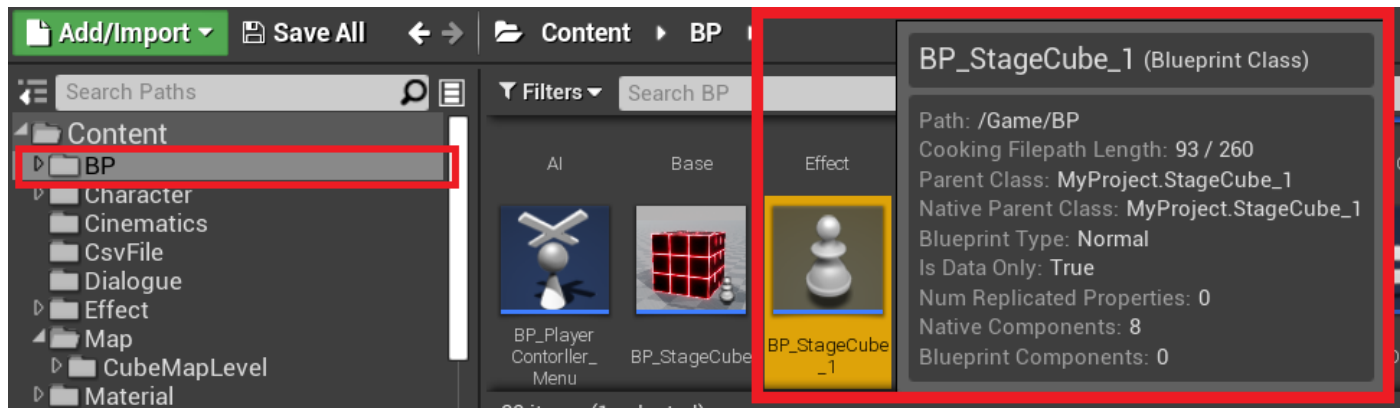 Add/Import
Save All
Content
BP
Search Paths
Filters
Search BP
Content
BP
Character
Cinematics
CsvFile
Dialogue
Effect
Map
CubeMapLevel
Material
AI
Base
Effect
BP_Player
Contorller_
Menu
BP_StageCube
BP_StageCube
_1
BP_StageCube_1 (Blueprint Class)
Path: /Game/BP
Cooking Filepath Length: 93 / 260
Parent Class: MyProject.StageCube_1
Native Parent Class: MyProject.StageCube_1
Blueprint Type: Normal
Is Data Only: True
Num Replicated Properties: 0
Native Components: 8
Blueprint Components: 0